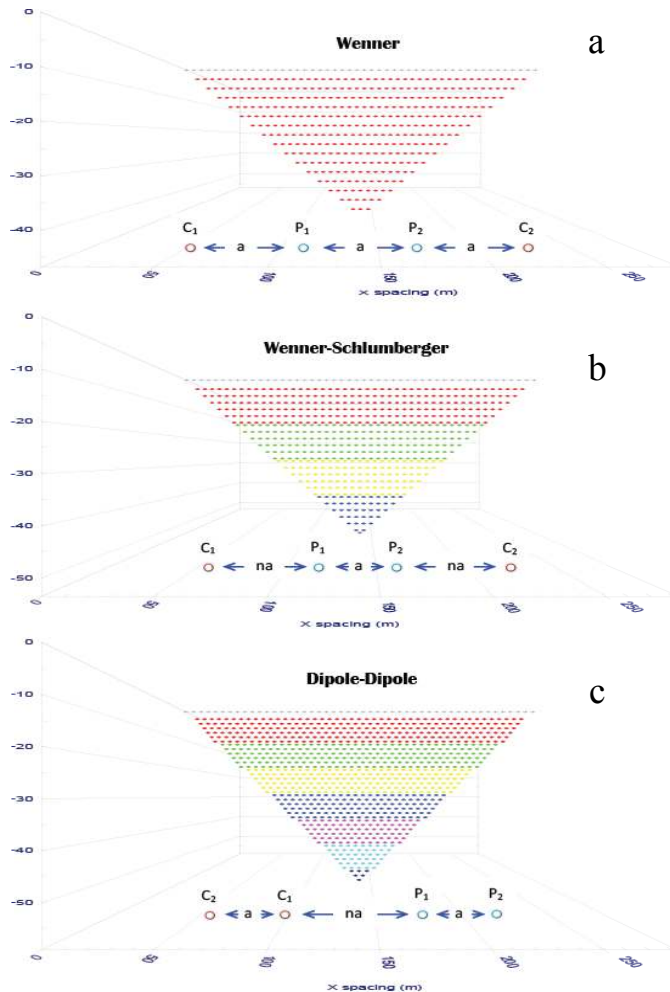 Wenner
a
0
-10
-20
-30
-40
C₁ a P₁ a P₂ a C₂
0 50 100 150 200 250
X spacing (m)
Wenner-Schlumberger
b
0
-10
-20
-30
-40
-50
C₁ na P₁ a P₂ na C₂
0 50 100 150 200 250
X spacing (m)
Dipole-Dipole
c
0
-10
-20
-30
-40
-50
C₂ a C₁ na P₁ a P₂
0 50 100 150 200 250
X spacing (m)